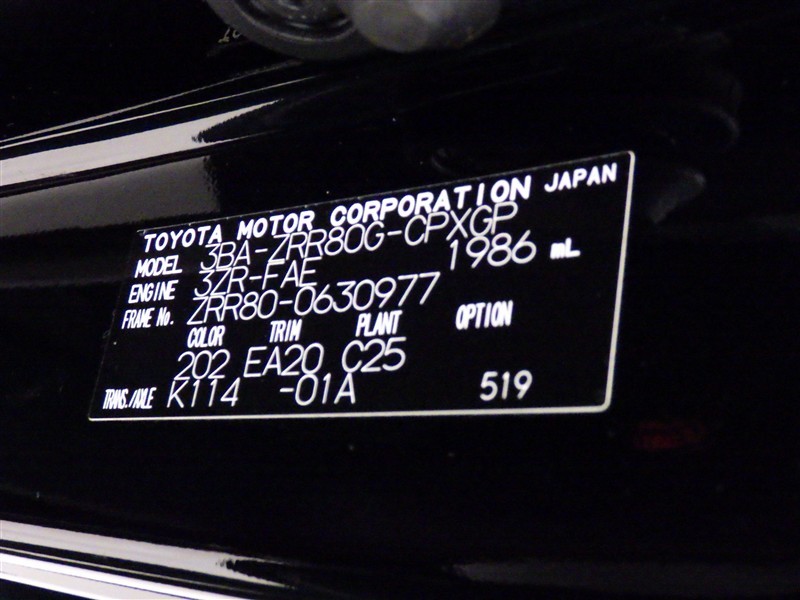 TOYOTA MOTOR CORPORATION JAPAN
MODEL 3BA-ZRR80G-CPXGP
ENGINE 3ZR-FAE 1986 mL
FRAME No. ZRR80-0630977
COLOR TRIM PLANT OPTION
202 EA20 C25
TRANS./AXLE K114 -01A 519